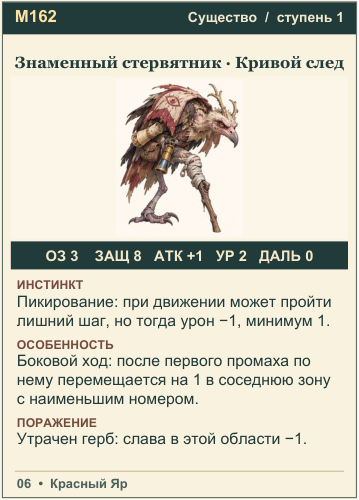 M162
Существо / ступень 1
Знаменный стервятник · Кривой след
ОЗ 3 ЗАЩ 8 АТК +1 УР 2 ДАЛЬ 0
ИНСТИНКТ
Пикирование: при движении может пройти
лишний шаг, но тогда урон −1, минимум 1.
ОСОБЕННОСТЬ
Боковой ход: после первого промаха по
нему перемещается на 1 в соседнюю зону
с наименьшим номером.
ПОРАЖЕНИЕ
Утрачен герб: слава в этой области −1.
06 • Красный Яр